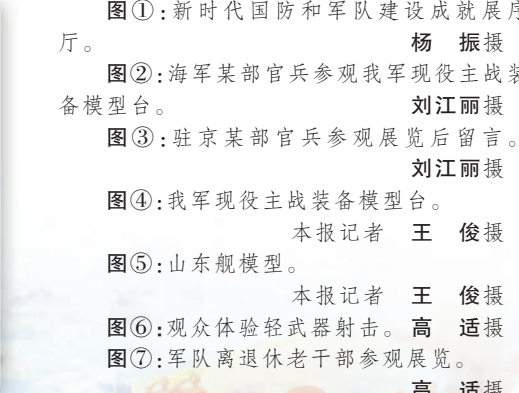 图①:新时代国防和军队建设成就展序
厅。 杨 振摄
图②:海军某部官兵参观我军现役主战装
备模型台。 刘江丽摄
图③:驻京某部官兵参观展览后留言。
刘江丽摄
图④:我军现役主战装备模型台。
本报记者 王 俊摄
图⑤:山东舰模型。
本报记者 王 俊摄
图⑥:观众体验轻武器射击。 高 适摄
图⑦:军队离退休老干部参观展览。
高 适摄